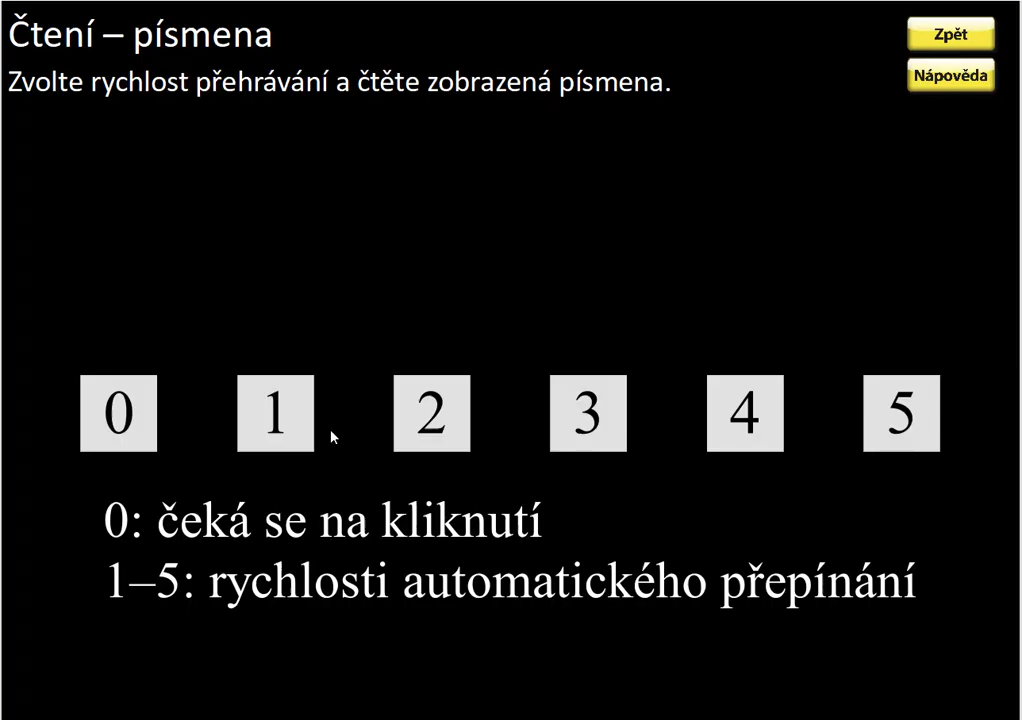 Čtení – písmena
Zpět
Zvolte rychlost přehrávání a čtěte zobrazená písmena.
Nápověda
0 1 2 3 4 5
0: čeká se na kliknutí
1–5: rychlosti automatického přepínání